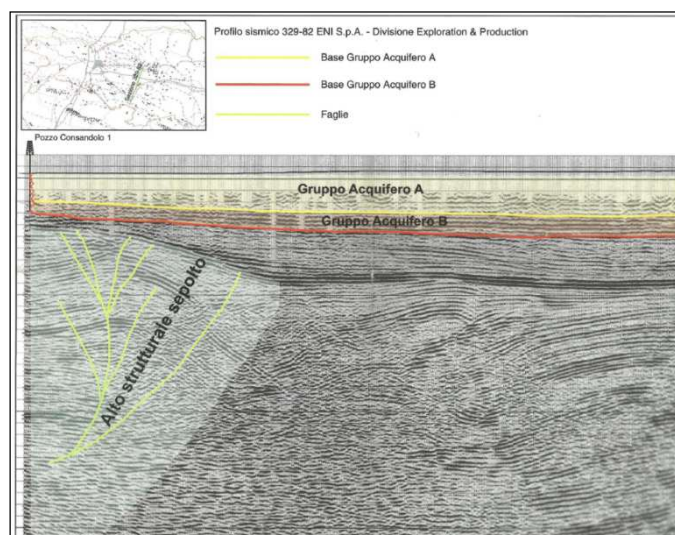 Profilo sismico 329-82 ENI S.p.A. - Divisione Exploration & Production
Base Gruppo Acquifero A
Base Gruppo Acquifero B
Faglie
Pozzo Consandolo 1
Gruppo Acquifero A
Gruppo Acquifero B
Alto strutturale sepolto